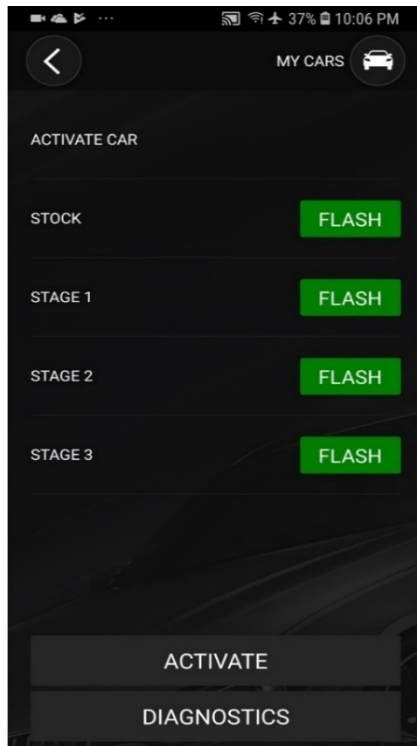 37% 10:06 PM
MY CARS
ACTIVATE CAR
STOCK FLASH
STAGE 1 FLASH
STAGE 2 FLASH
STAGE 3 FLASH
ACTIVATE
DIAGNOSTICS